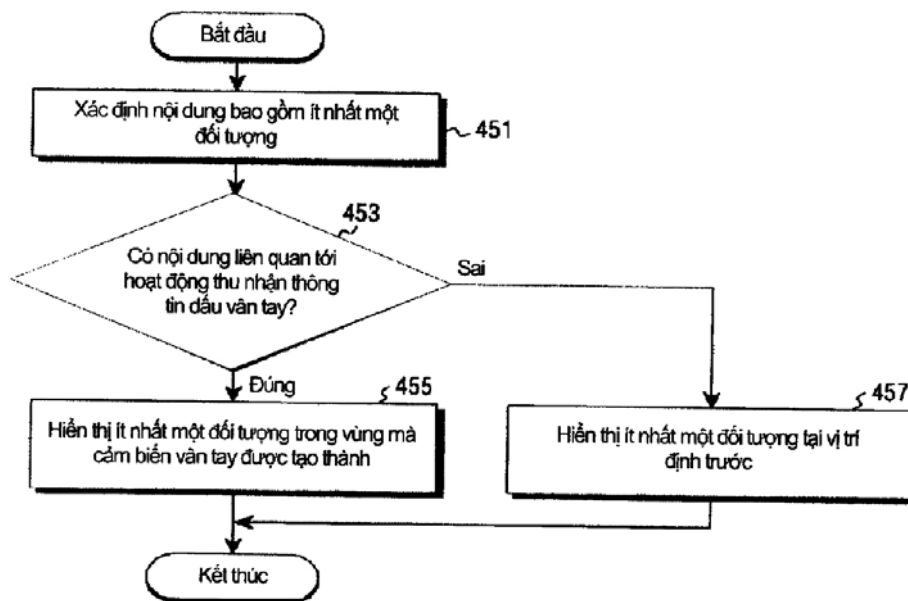 Bắt đầu
Xác định nội dung bao gồm ít nhất một
đối tượng
451
453
Có nội dung liên quan tới
hoạt động thu nhận thông
tin dấu vân tay?
Sai
Đúng
455
Hiển thị ít nhất một đối tượng trong vùng mà
cảm biến vân tay được tạo thành
457
Hiển thị ít nhất một đối tượng tại vị trí
định trước
Kết thúc